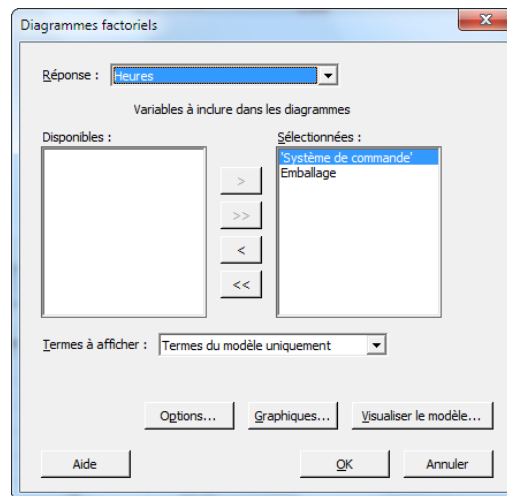 Diagrammes factoriels
Réponse : Heures
Variables à inclure dans les diagrammes
Disponibles : Sélectionnées :
'Système de commande'
Emballage
>
>>
<
<<
Termes à afficher : Termes du modèle uniquement
Options... Graphiques... Visualiser le modèle...
Aide OK Annuler